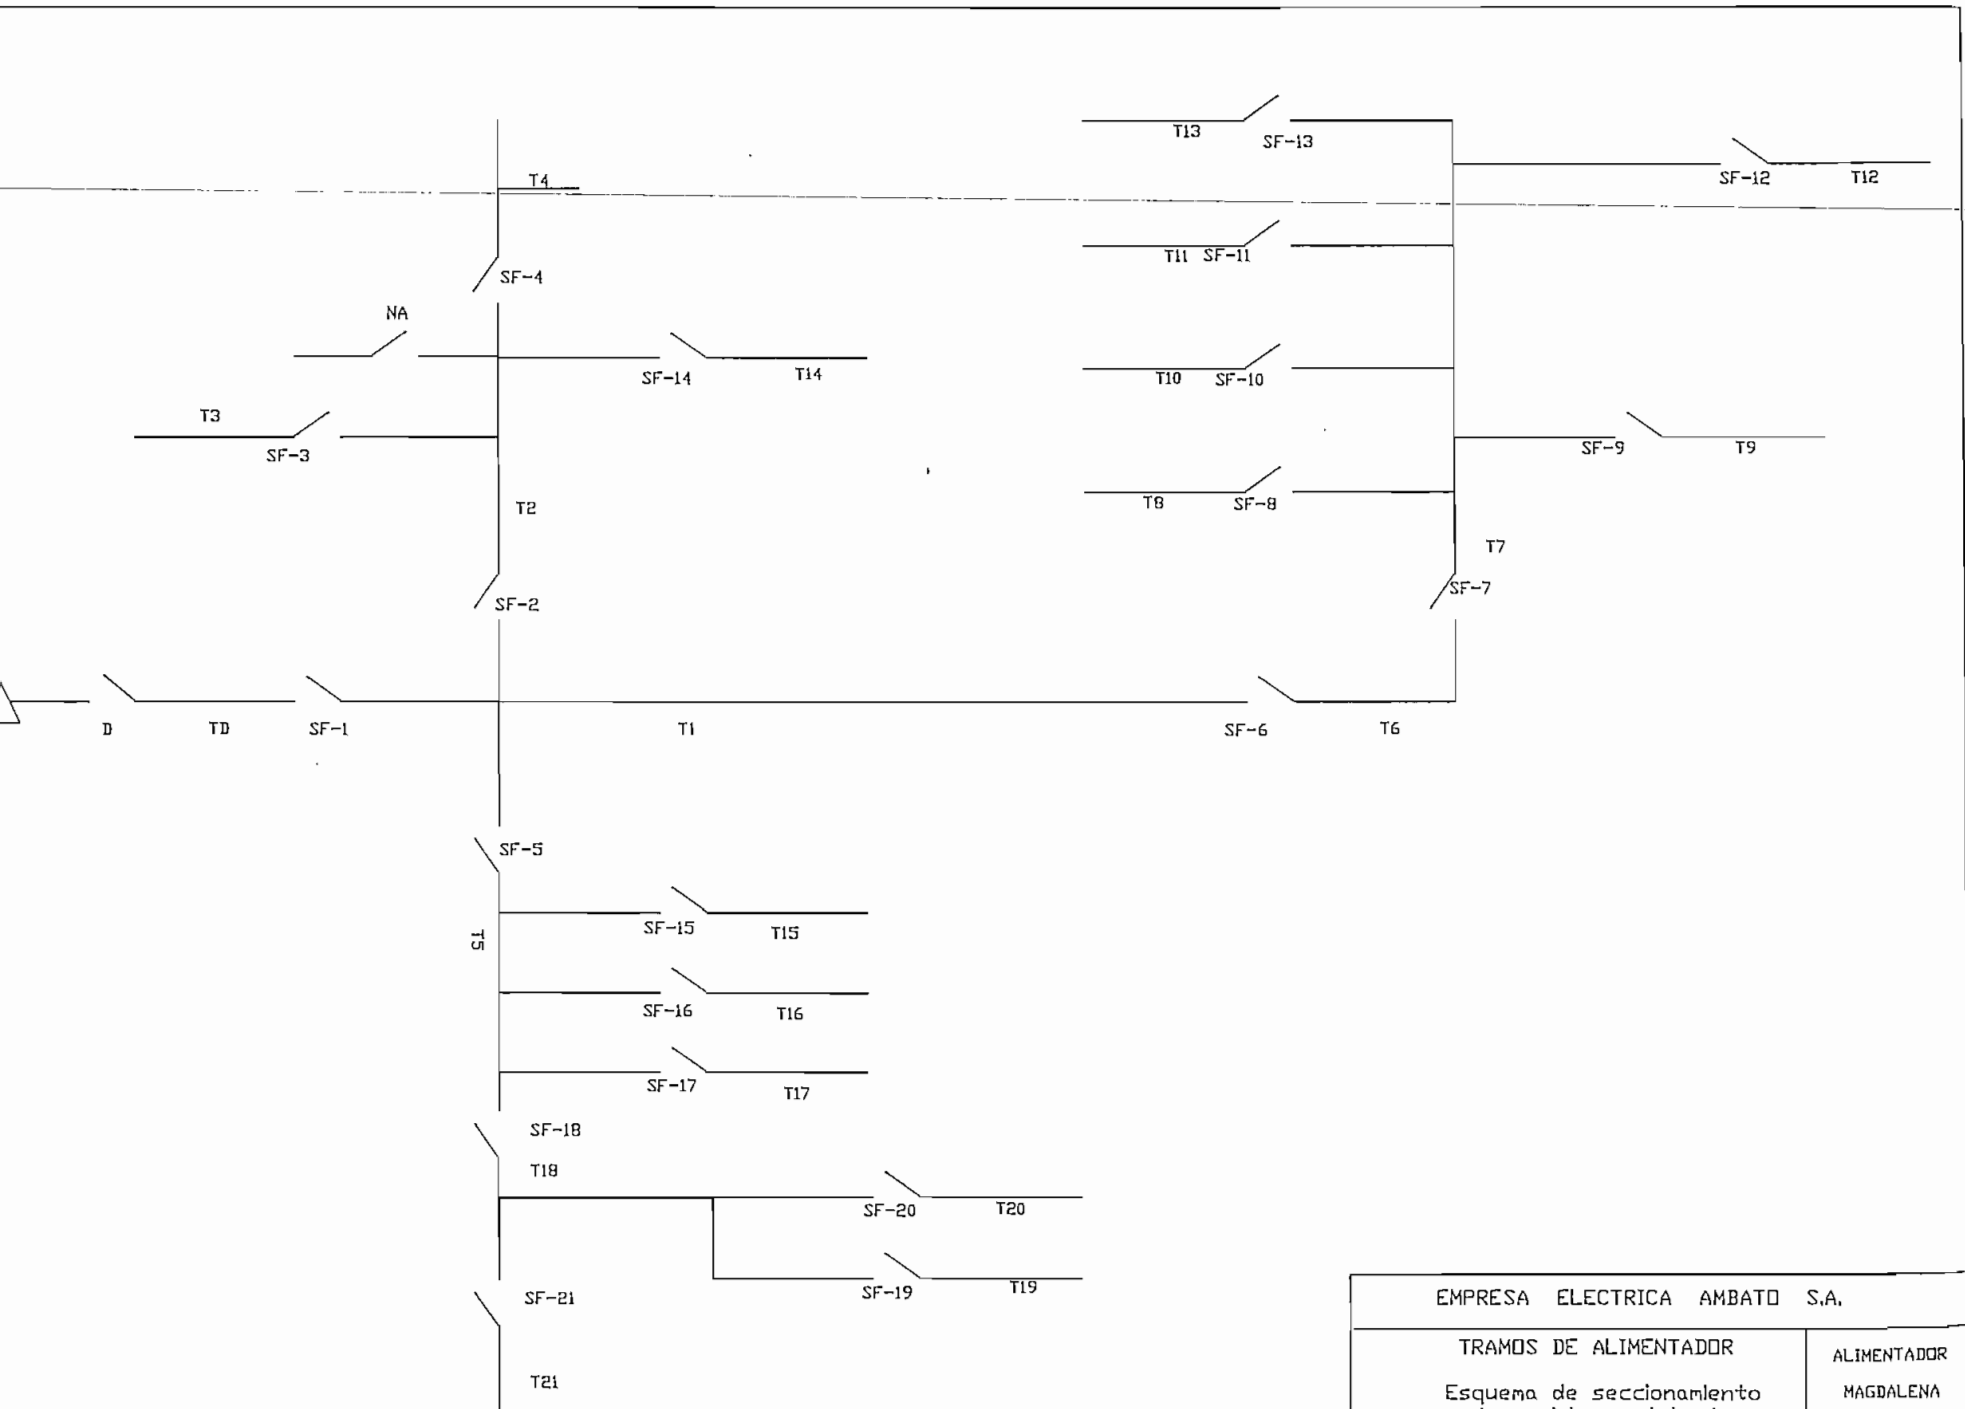 T13
SF-13
T4
SF-12
T12
T11 SF-11
SF-4
NA
SF-14
T14
T10
SF-10
T3
SF-3
SF-9
T9
T2
T8
SF-8
T7
SF-2
SF-7
D
TD
SF-1
T1
SF-6
T6
SF-5
T5
SF-15
T15
SF-16
T16
SF-17
T17
SF-18
T18
SF-20
T20
SF-19
T19
SF-21
T21
EMPRESA ELECTRICA AMBATO S.A.
TRAMOS DE ALIMENTADOR
ALIMENTADOR
Esquema de seccionamiento
MAGDALENA